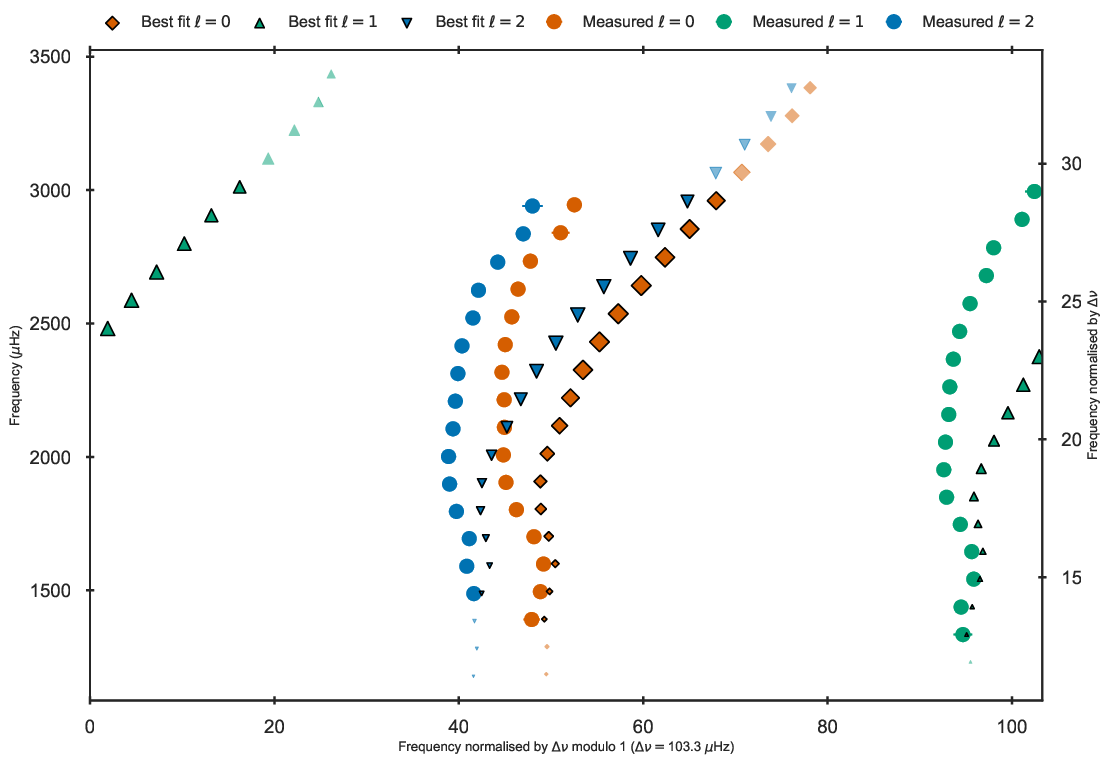 Best fit ℓ = 0 Best fit ℓ = 1 Best fit ℓ = 2 Measured ℓ = 0 Measured ℓ = 1 Measured ℓ = 2
3500
3000
2500
2000
1500
Frequency (μHz)
30
25
20
15
Frequency normalised by Δν
0 20 40 60 80 100
Frequency normalised by Δν modulo 1 (Δν = 103.3 μHz)